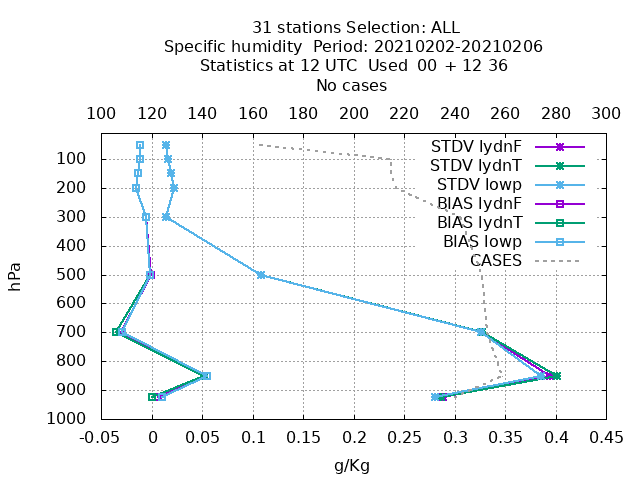 31 stations Selection: ALL
Specific humidity  Period: 20210202-20210206
Statistics at 12 UTC  Used  00 + 12 36
No cases
100 120 140 160 180 200 220 240 260 280 300
STDV lydnF
STDV lydnT
STDV lowp
BIAS lydnF
BIAS lydnT
BIAS lowp
CASES
hPa
100
200
300
400
500
600
700
800
900
1000
-0.05 0 0.05 0.1 0.15 0.2 0.25 0.3 0.35 0.4 0.45
g/Kg